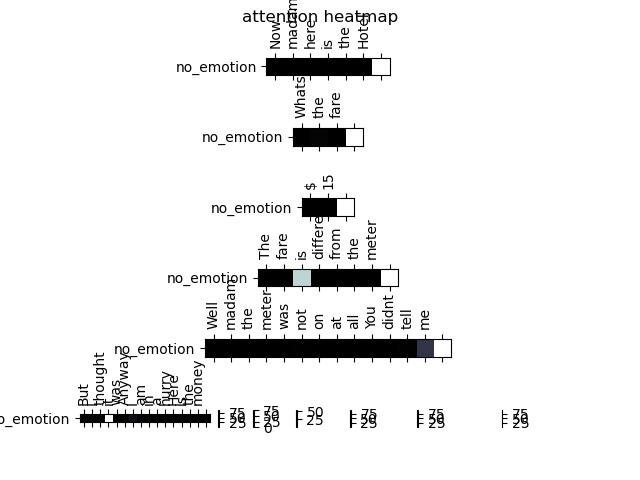 attention heatmap
Now madam here is the Hotel
no_emotion
Whats the fare
no_emotion
$ 15
no_emotion
The fare is different from the meter
no_emotion
Well madam the meter was not on at all You didnt tell me
no_emotion
But thought it was Anyway I am in a hurry Here is the money
no_emotion
75 75 50 75 75 75
50 50 25 50 50 50
25 25 25 25 25
0